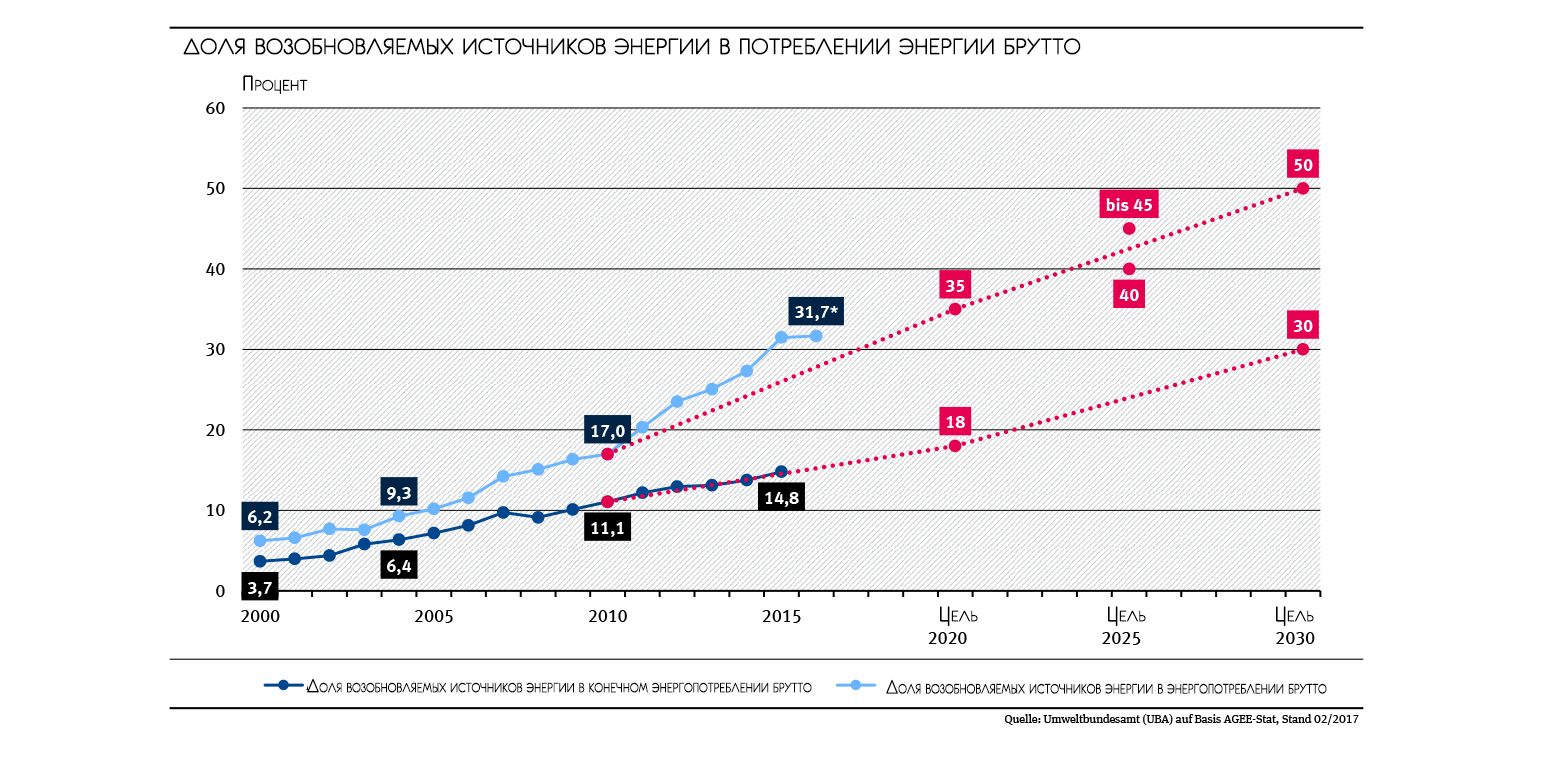 ДОЛЯ ВОЗОБНОВЛЯЕМЫХ ИСТОЧНИКОВ ЭНЕРГИИ В ПОТРЕБЛЕНИИ ЭНЕРГИИ БРУТТО
Процент
60
50
50
bis 45
40
35
40
31,7*
30
30
18
20
17,0
14,8
9,3
10
6,2
11,1
6,4
3,7
0
2000 2005 2010 2015 Цель Цель Цель
2020 2025 2030
Доля возобновляемых источников энергии в конечном энергопотреблении брутто Доля возобновляемых источников энергии в энергопотреблении брутто
Quelle: Umweltbundesamt (UBA) auf Basis AGEE-Stat, Stand 02/2017